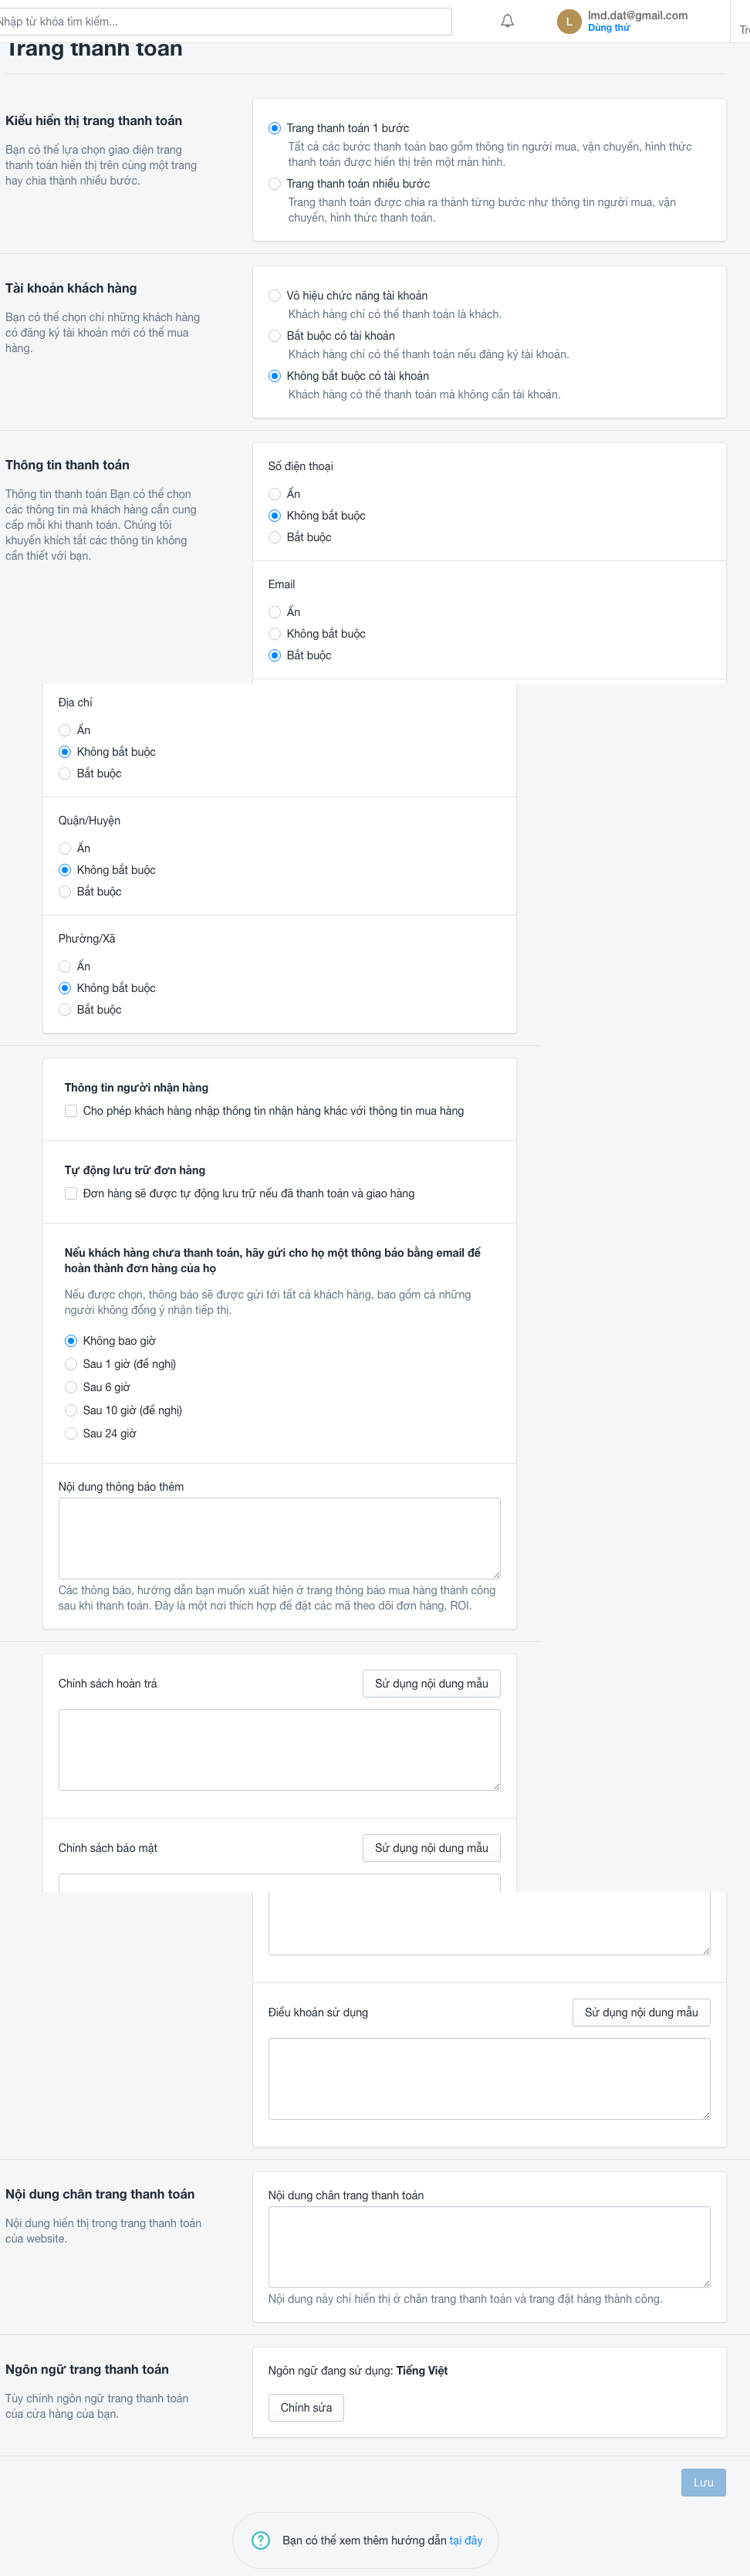 Nhập từ khóa tìm kiếm...
L
lmd.dat@gmail.com
Dùng thử
Trang thanh toán
Kiểu hiển thị trang thanh toán
Bạn có thể lựa chọn giao diện trang
thanh toán hiển thị trên cùng một trang
hay chia thành nhiều bước.
Trang thanh toán 1 bước
Tất cả các bước thanh toán bao gồm thông tin người mua, vận chuyển, hình thức
thanh toán được hiển thị trên một màn hình.
Trang thanh toán nhiều bước
Trang thanh toán được chia ra thành từng bước như thông tin người mua, vận
chuyển, hình thức thanh toán.
Tài khoản khách hàng
Bạn có thể chọn chỉ những khách hàng
có đăng ký tài khoản mới có thể mua
hàng.
Vô hiệu chức năng tài khoản
Khách hàng chỉ có thể thanh toán là khách.
Bắt buộc có tài khoản
Khách hàng chỉ có thể thanh toán nếu đăng ký tài khoản.
Không bắt buộc có tài khoản
Khách hàng có thể thanh toán mà không cần tài khoản.
Thông tin thanh toán
Thông tin thanh toán Bạn có thể chọn
các thông tin mà khách hàng cần cung
cấp mỗi khi thanh toán. Chúng tôi
khuyến khích tắt các thông tin không
cần thiết với bạn.
Số điện thoại
Ẩn
Không bắt buộc
Bắt buộc
Email
Ẩn
Không bắt buộc
Bắt buộc
Địa chỉ
Ẩn
Không bắt buộc
Bắt buộc
Quận/Huyện
Ẩn
Không bắt buộc
Bắt buộc
Phường/Xã
Ẩn
Không bắt buộc
Bắt buộc
Thông tin người nhận hàng
Cho phép khách hàng nhập thông tin nhận hàng khác với thông tin mua hàng
Tự động lưu trữ đơn hàng
Đơn hàng sẽ được tự động lưu trữ nếu đã thanh toán và giao hàng
Nếu khách hàng chưa thanh toán, hãy gửi cho họ một thông báo bằng email để
hoàn thành đơn hàng của họ
Nếu được chọn, thông báo sẽ được gửi tới tất cả khách hàng, bao gồm cả những
người không đồng ý nhận tiếp thị.
Không bao giờ
Sau 1 giờ (đề nghị)
Sau 6 giờ
Sau 10 giờ (đề nghị)
Sau 24 giờ
Nội dung thông báo thêm
Các thông báo, hướng dẫn bạn muốn xuất hiện ở trang thông báo mua hàng thành công
sau khi thanh toán. Đây là một nơi thích hợp để đặt các mã theo dõi đơn hàng, ROI.
Chính sách hoàn trả
Sử dụng nội dung mẫu
Chính sách bảo mật
Sử dụng nội dung mẫu
Điều khoản sử dụng
Sử dụng nội dung mẫu
Nội dung chân trang thanh toán
Nội dung hiển thị trong trang thanh toán
của website.
Nội dung chân trang thanh toán
Nội dung này chỉ hiển thị ở chân trang thanh toán và trang đặt hàng thành công.
Ngôn ngữ trang thanh toán
Tùy chỉnh ngôn ngữ trang thanh toán
của cửa hàng của bạn.
Ngôn ngữ đang sử dụng: Tiếng Việt
Chỉnh sửa
Lưu
Bạn có thể xem thêm hướng dẫn tại đây